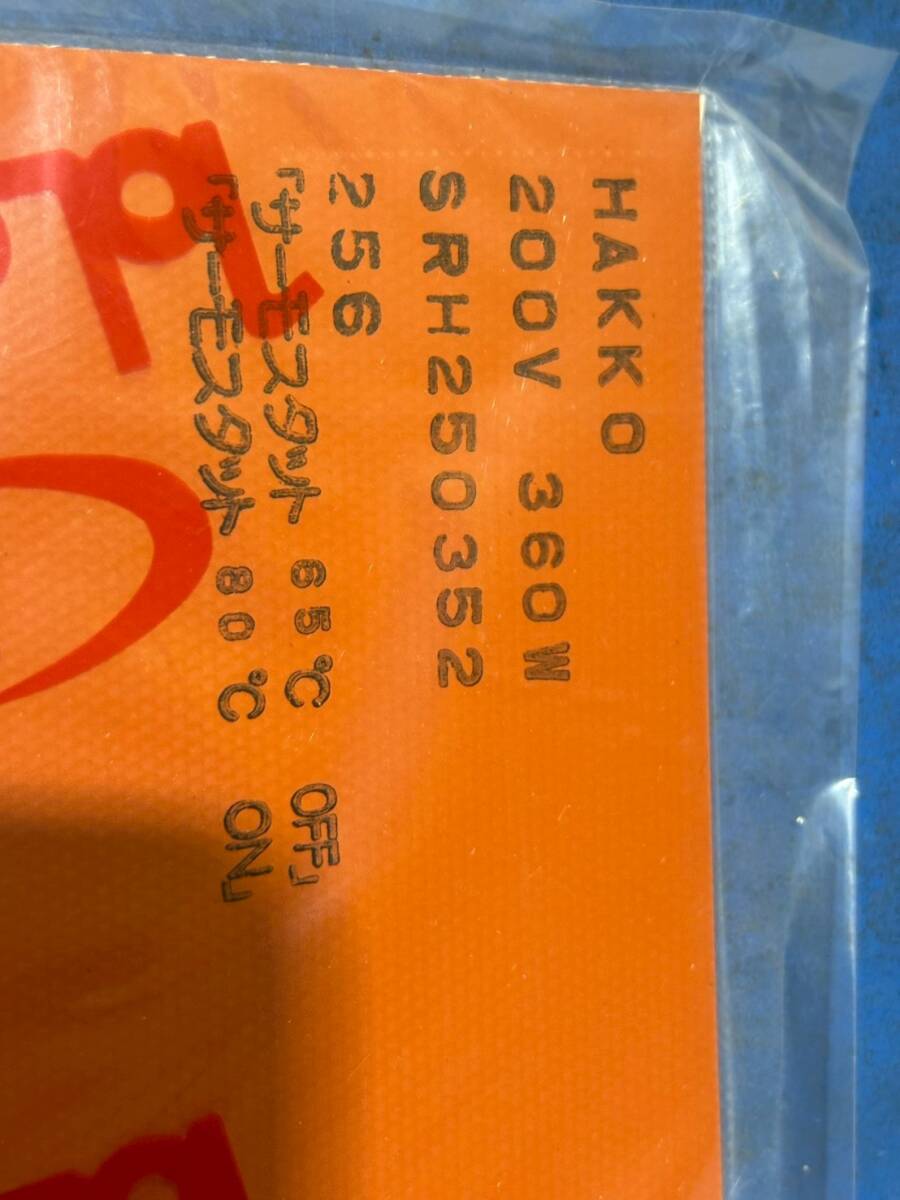 HAKKO
200V 360W
SRH250352
256
「サーモスタット 65℃ OFF」
「サーモスタット 80℃ ON」